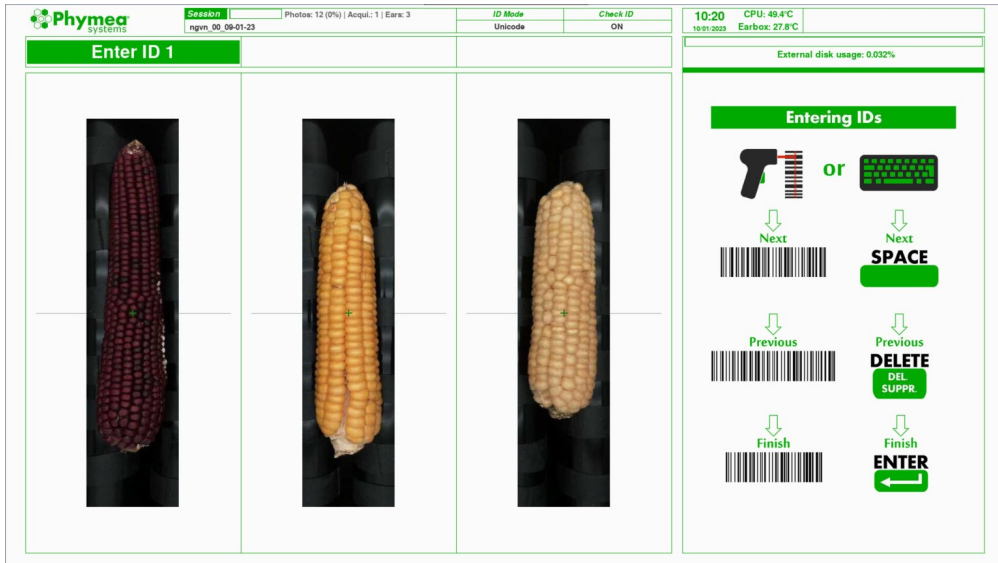 Phymea
systems
Session
Photos: 12 (0%) | Acqui.: 1 | Ears: 3
ngvn_00_09-01-23
ID Mode
Check ID
Unicode
ON
10:20
CPU: 49.4°C
10/01/2023
Earbox: 27.8°C
Enter ID 1
External disk usage: 0.032%
Entering IDs
or
Next
Next
SPACE
Previous
Previous
DELETE
DEL.
SUPPR.
Finish
Finish
ENTER